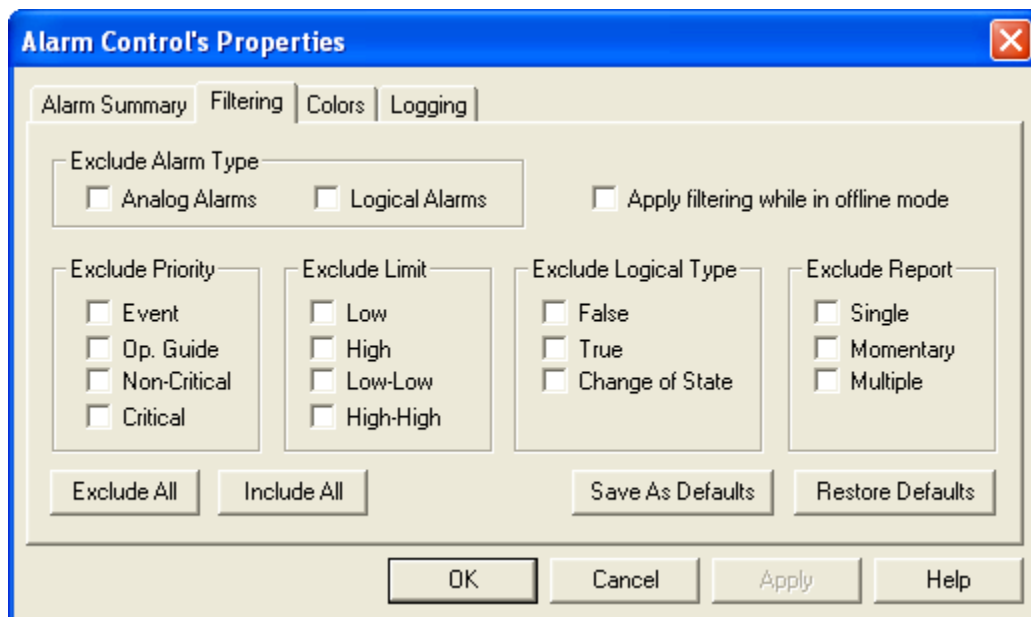 Alarm Control's Properties
Alarm Summary Filtering Colors Logging
Exclude Alarm Type
Analog Alarms Logical Alarms Apply filtering while in offline mode
Exclude Priority Exclude Limit Exclude Logical Type Exclude Report
Event Low False Single
Op. Guide High True Momentary
Non-Critical Low-Low Change of State Multiple
Critical High-High
Exclude All Include All Save As Defaults Restore Defaults
OK Cancel Apply Help